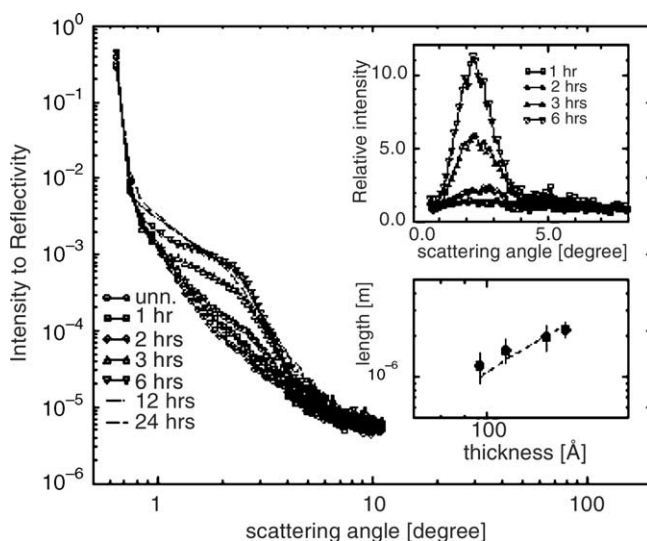 10^0
10^-1
10^-2
10^-3
10^-4
10^-5
10^-6
Intensity to Reflectivity
1
10
100
scattering angle [degree]
unn.
1 hr
2 hrs
3 hrs
6 hrs
12 hrs
24 hrs
Relative intensity
10.0
5.0
1.0
0.0
5.0
scattering angle [degree]
1 hr
2 hrs
3 hrs
6 hrs
length [m]
10^-6
100
thickness [Å]